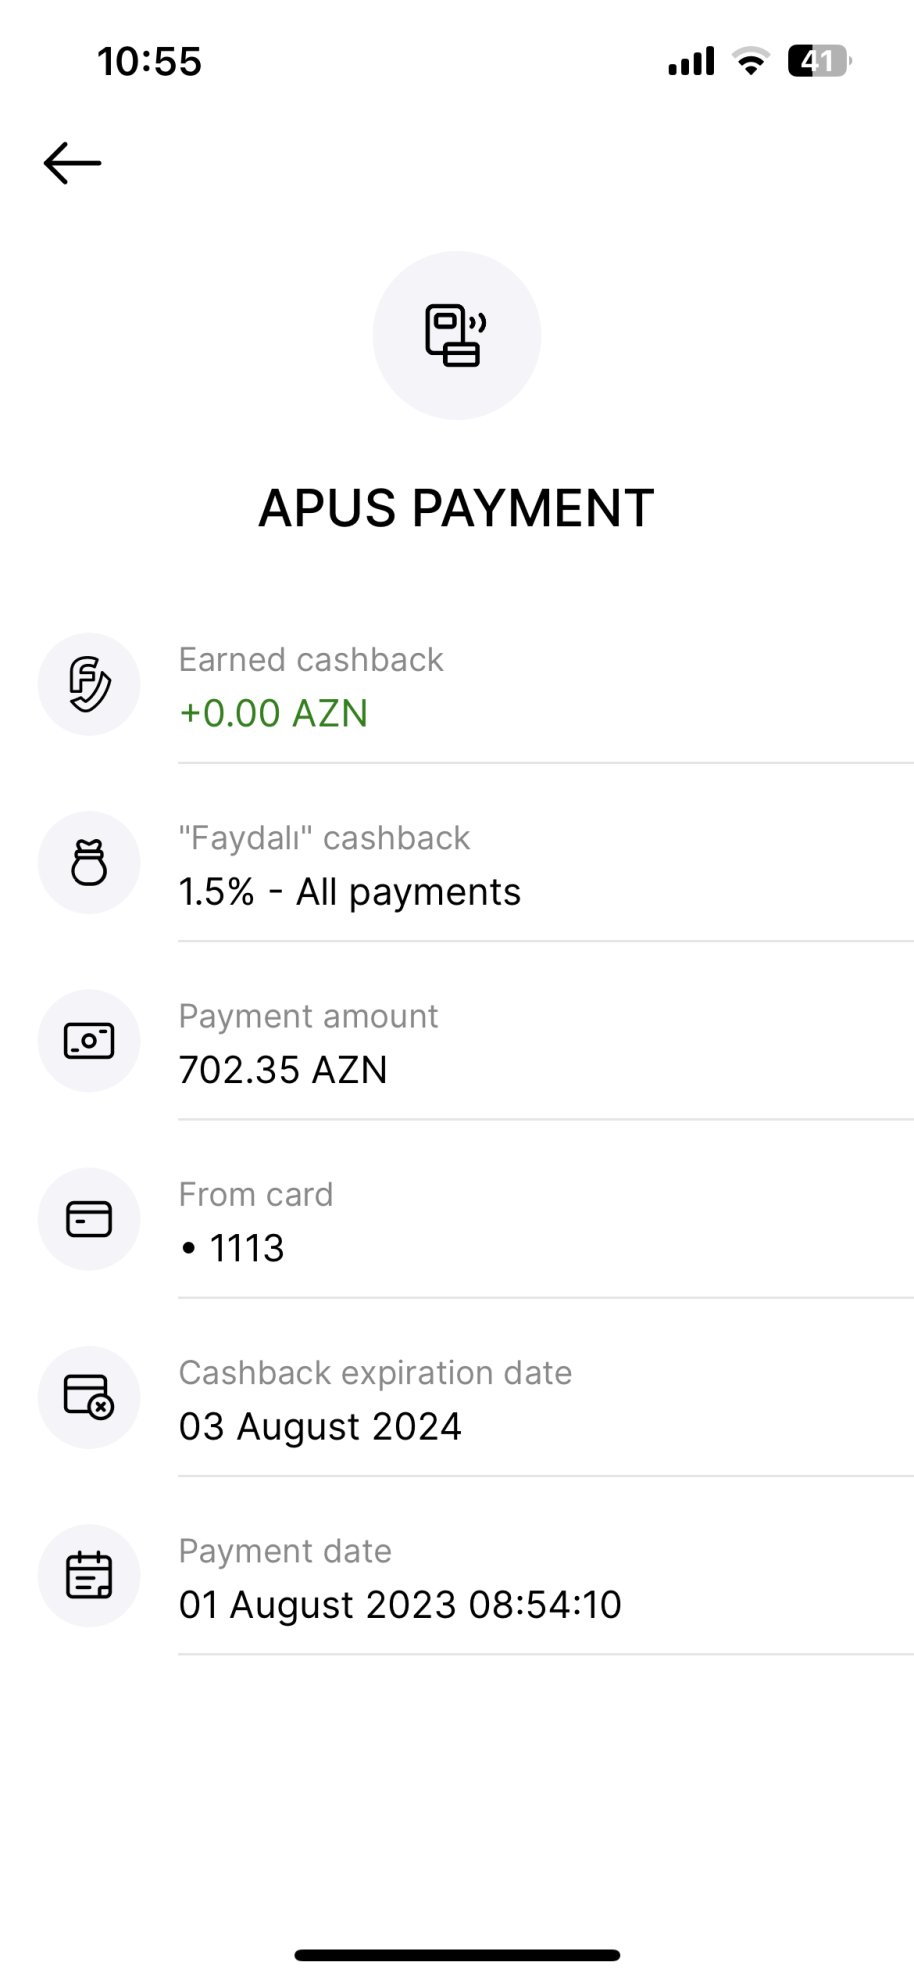 10:55
41
APUS PAYMENT
Earned cashback
+0.00 AZN
"Faydalı" cashback
1.5% - All payments
Payment amount
702.35 AZN
From card
• 1113
Cashback expiration date
03 August 2024
Payment date
01 August 2023 08:54:10